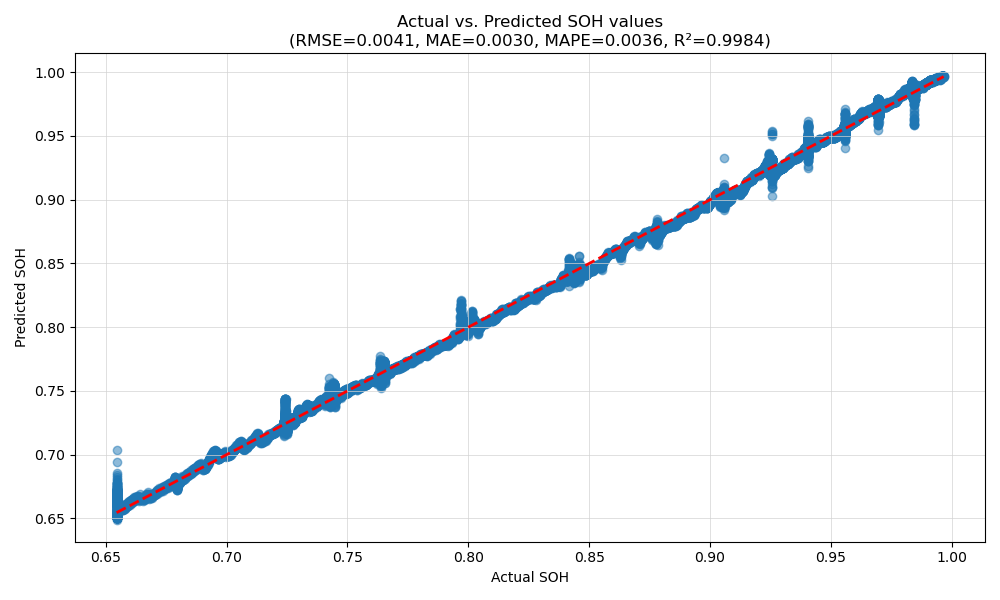 Actual vs. Predicted SOH values
(RMSE=0.0041, MAE=0.0030, MAPE=0.0036, R²=0.9984)
Predicted SOH
1.00
0.95
0.90
0.85
0.80
0.75
0.70
0.65
0.65 0.70 0.75 0.80 0.85 0.90 0.95 1.00
Actual SOH